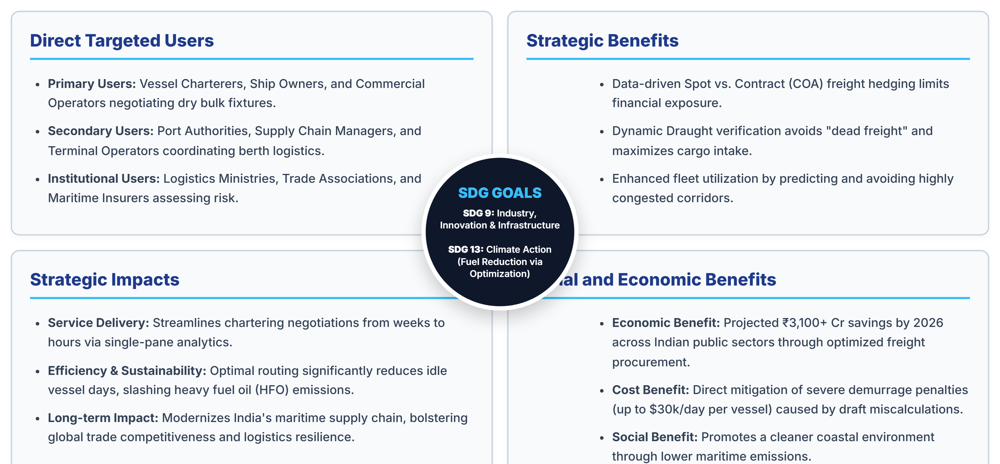 Direct Targeted Users
• Primary Users: Vessel Charterers, Ship Owners, and Commercial
Operators negotiating dry bulk fixtures.
• Secondary Users: Port Authorities, Supply Chain Managers, and
Terminal Operators coordinating berth logistics.
• Institutional Users: Logistics Ministries, Trade Associations, and
Maritime Insurers assessing risk.
Strategic Benefits
• Data-driven Spot vs. Contract (COA) freight hedging limits
financial exposure.
• Dynamic Draught verification avoids "dead freight" and
maximizes cargo intake.
• Enhanced fleet utilization by predicting and avoiding highly
congested corridors.
SDG GOALS
SDG 9: Industry,
Innovation & Infrastructure
SDG 13: Climate Action
(Fuel Reduction via
Optimization)
Strategic Impacts
• Service Delivery: Streamlines chartering negotiations from weeks to
hours via single-pane analytics.
• Efficiency & Sustainability: Optimal routing significantly reduces idle
vessel days, slashing heavy fuel oil (HFO) emissions.
• Long-term Impact: Modernizes India's maritime supply chain, bolstering
global trade competitiveness and logistics resilience.
and Economic Benefits
• Economic Benefit: Projected ₹3,100+ Cr savings by 2026
across Indian public sectors through optimized freight
procurement.
• Cost Benefit: Direct mitigation of severe demurrage penalties
(up to $30k/day per vessel) caused by draft miscalculations.
• Social Benefit: Promotes a cleaner coastal environment
through lower maritime emissions.